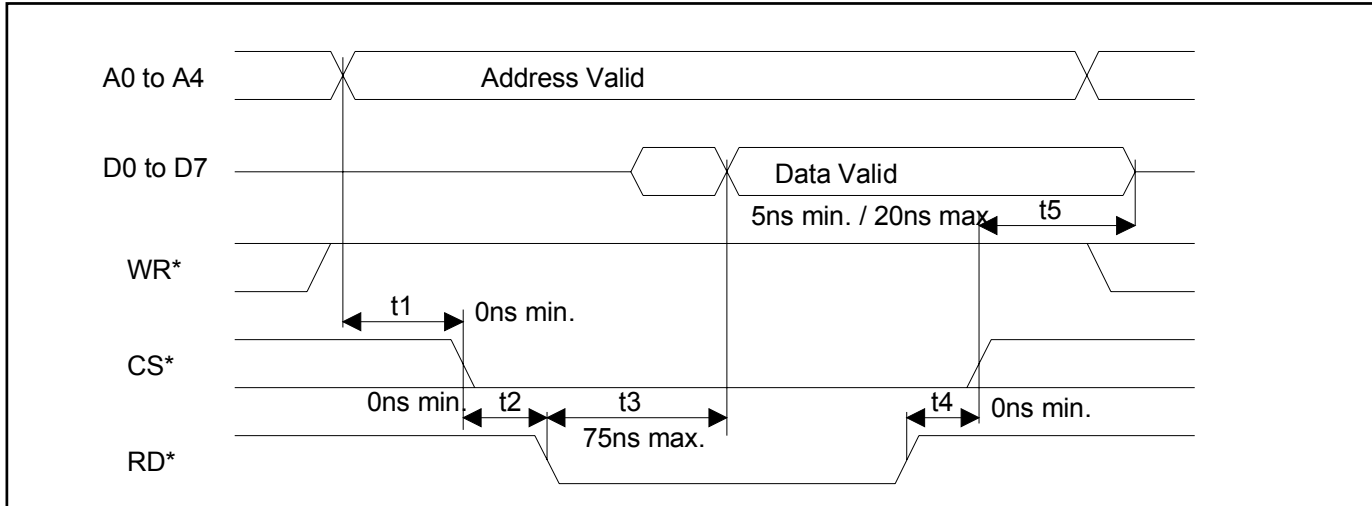 A0 to A4
Address Valid
D0 to D7
Data Valid
5ns min. / 20ns max.
t5
WR*
t1
0ns min.
CS*
0ns min.
t2
t3
t4
0ns min.
75ns max.
RD*